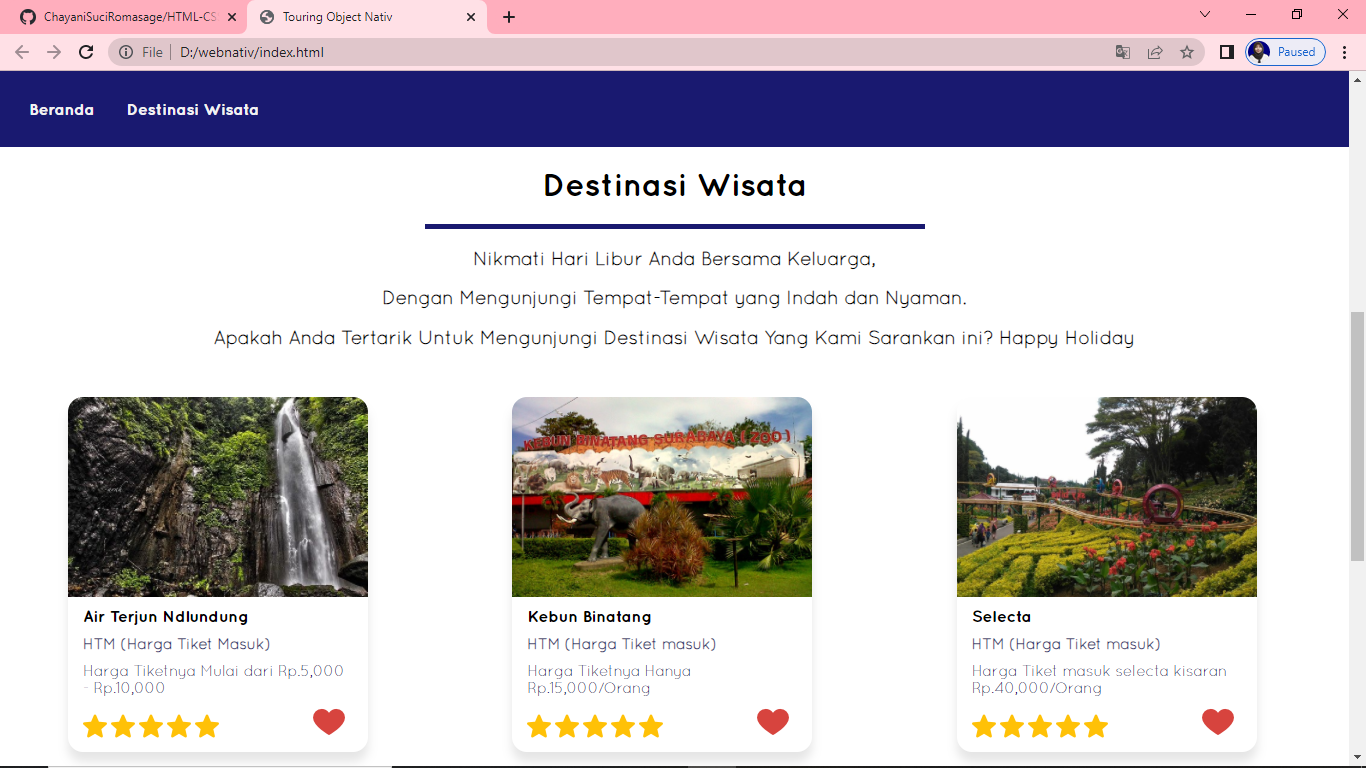 ChayaniSuciRomasage/HTML-CS
Touring Object Nativ
File
D:/webnativ/index.html
Paused
Beranda
Destinasi Wisata
Destinasi Wisata
Nikmati Hari Libur Anda Bersama Keluarga,
Dengan Mengunjungi Tempat-Tempat yang Indah dan Nyaman.
Apakah Anda Tertarik Untuk Mengunjungi Destinasi Wisata Yang Kami Sarankan ini? Happy Holiday
KEBUN BINATANG SURABAYA (ZOO)
Air Terjun Ndlundung
HTM (Harga Tiket Masuk)
Harga Tiketnya Mulai dari Rp.5,000
- Rp.10,000
Kebun Binatang
HTM (Harga Tiket masuk)
Harga Tiketnya Hanya
Rp.15,000/Orang
Selecta
HTM (Harga Tiket masuk)
Harga Tiket masuk selecta kisaran
Rp.40,000/Orang